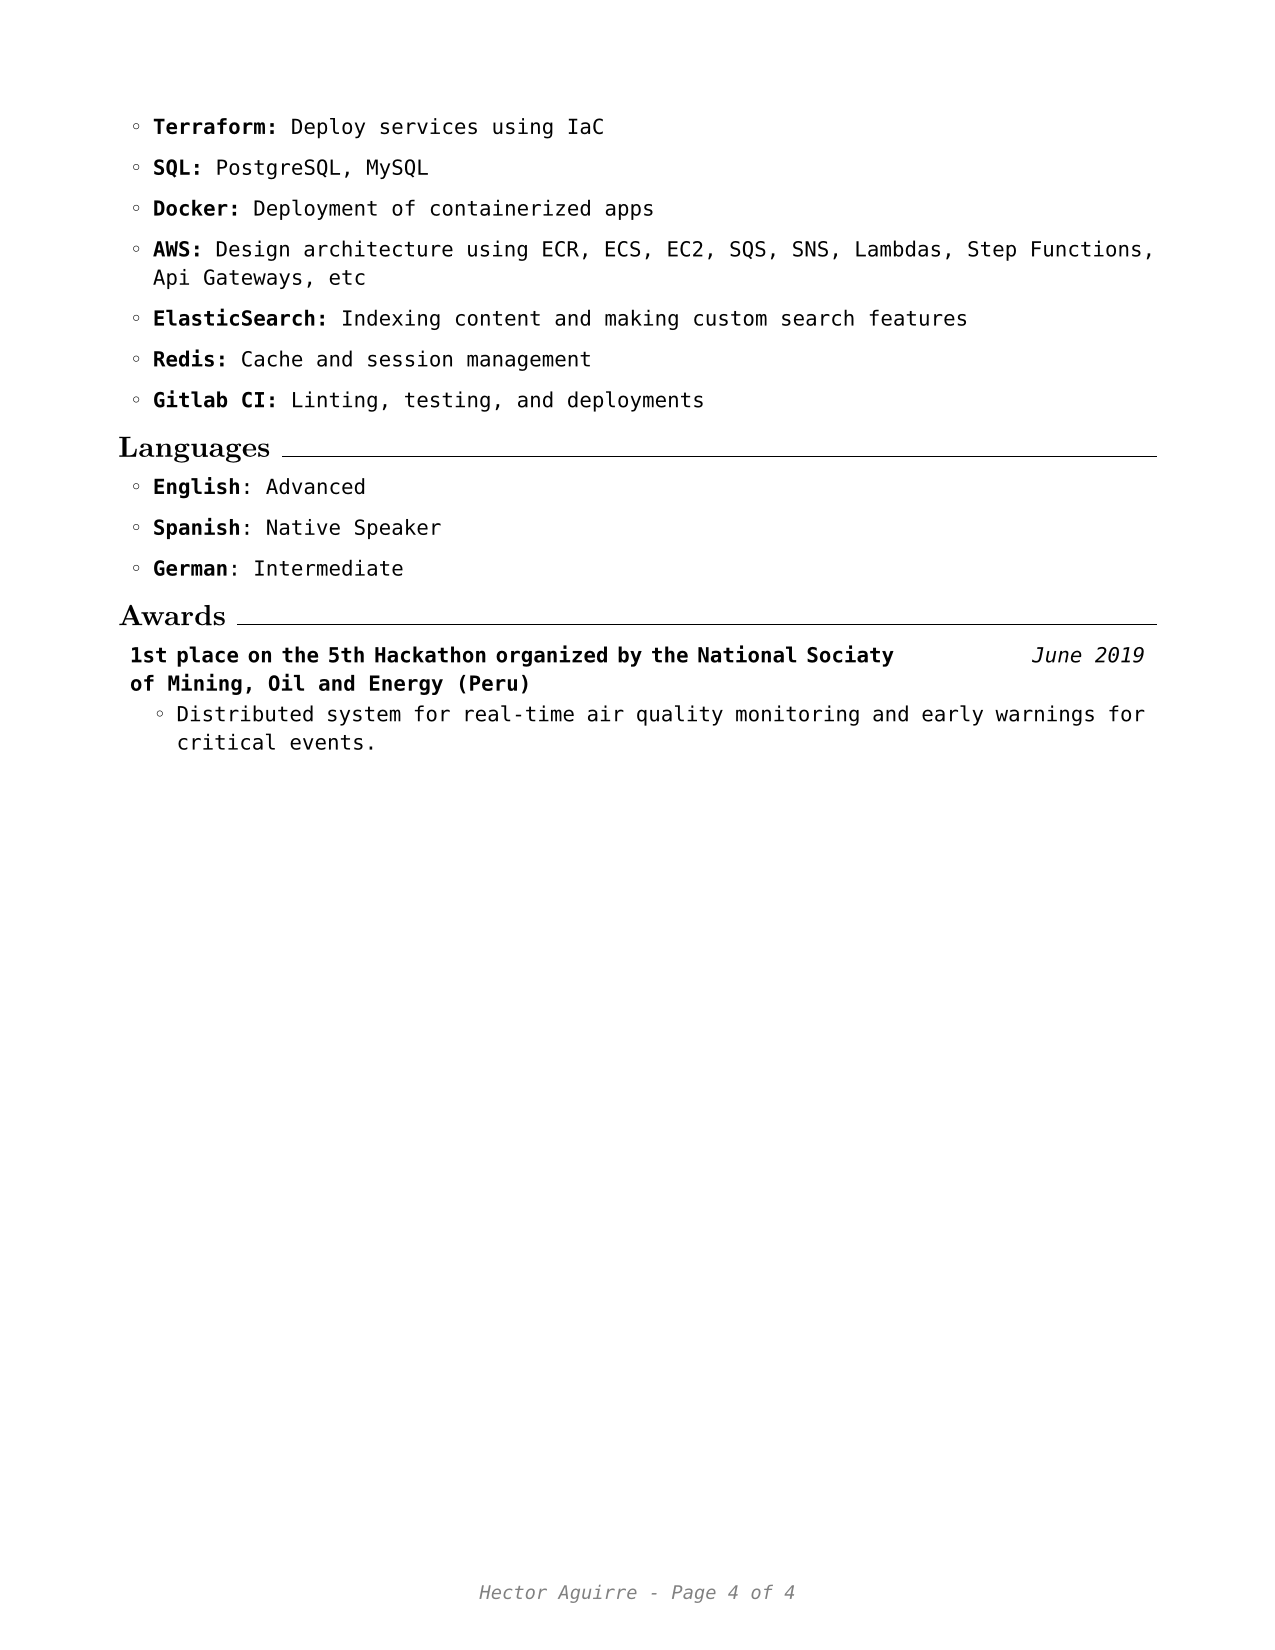 ◦ Terraform: Deploy services using IaC
◦ SQL: PostgreSQL, MySQL
◦ Docker: Deployment of containerized apps
◦ AWS: Design architecture using ECR, ECS, EC2, SQS, SNS, Lambdas, Step Functions,
Api Gateways, etc
◦ ElasticSearch: Indexing content and making custom search features
◦ Redis: Cache and session management
◦ Gitlab CI: Linting, testing, and deployments
Languages
◦ English: Advanced
◦ Spanish: Native Speaker
◦ German: Intermediate
Awards
1st place on the 5th Hackathon organized by the National Sociaty June 2019
of Mining, Oil and Energy (Peru)
◦ Distributed system for real-time air quality monitoring and early warnings for
critical events.
Hector Aguirre - Page 4 of 4